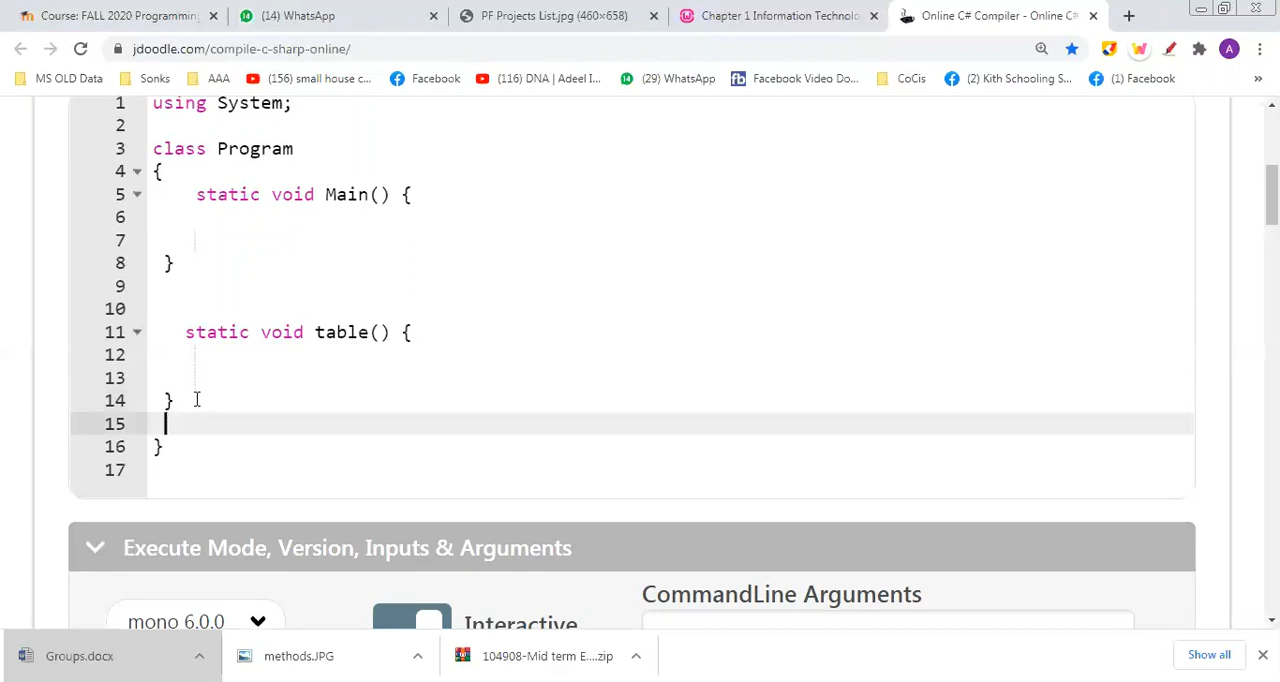 Course: FALL 2020 Programming
(14) WhatsApp
PF Projects List.jpg (460×658)
Chapter 1 Information Technolo
Online C# Compiler - Online C#
jdoodle.com/compile-c-sharp-online/
A
MS OLD Data
Sonks
AAA
(156) small house c...
Facebook
(116) DNA | Adeel I...
(29) WhatsApp
Facebook Video Do...
CoCis
(2) Kith Schooling S...
(1) Facebook
»
1 using System;
2
3 class Program
4 {
5 static void Main() {
6
7
8 }
9
10
11 static void table() {
12
13
14 }
15
16 }
17
Execute Mode, Version, Inputs & Arguments
CommandLine Arguments
mono 6.0.0
Interactive
Groups.docx
methods.JPG
104908-Mid term E....zip
Show all